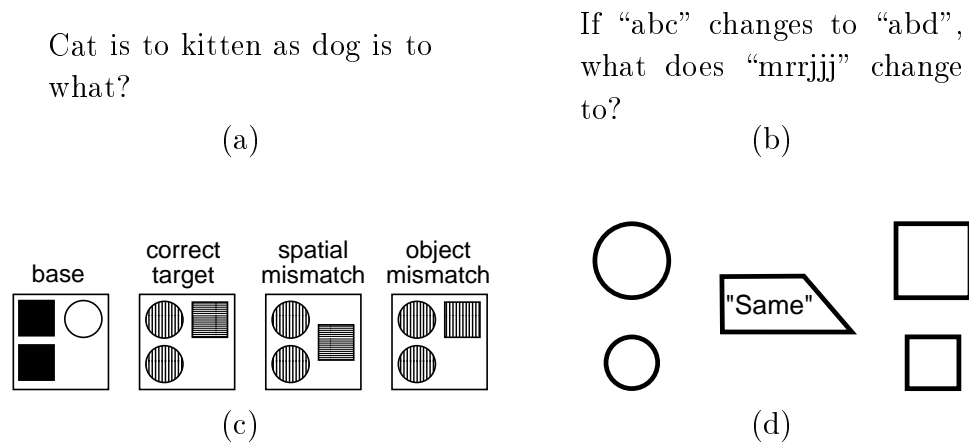 Cat is to kitten as dog is to
what?
(a)
If “abc” changes to “abd”,
what does “mrrjjj” change
to?
(b)
base
correct
target
spatial
mismatch
object
mismatch
(c)
"Same"
(d)